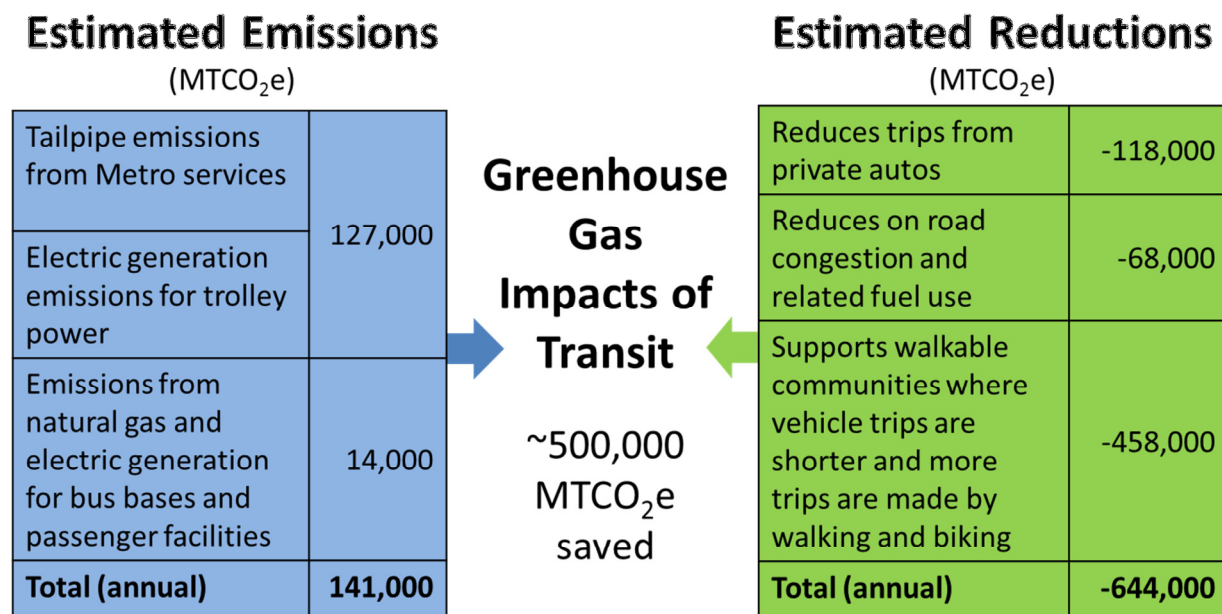 Estimated Emissions
(MTCO₂e)
Tailpipe emissions
from Metro services
Electric generation
emissions for trolley
power
127,000
Emissions from
natural gas and
electric generation
for bus bases and
passenger facilities
14,000
Total (annual)
141,000
Greenhouse
Gas
Impacts of
Transit
~500,000
MTCO₂e
saved
Estimated Reductions
(MTCO₂e)
Reduces trips from
private autos
-118,000
Reduces on road
congestion and
related fuel use
-68,000
Supports walkable
communities where
vehicle trips are
shorter and more
trips are made by
walking and biking
-458,000
Total (annual)
-644,000